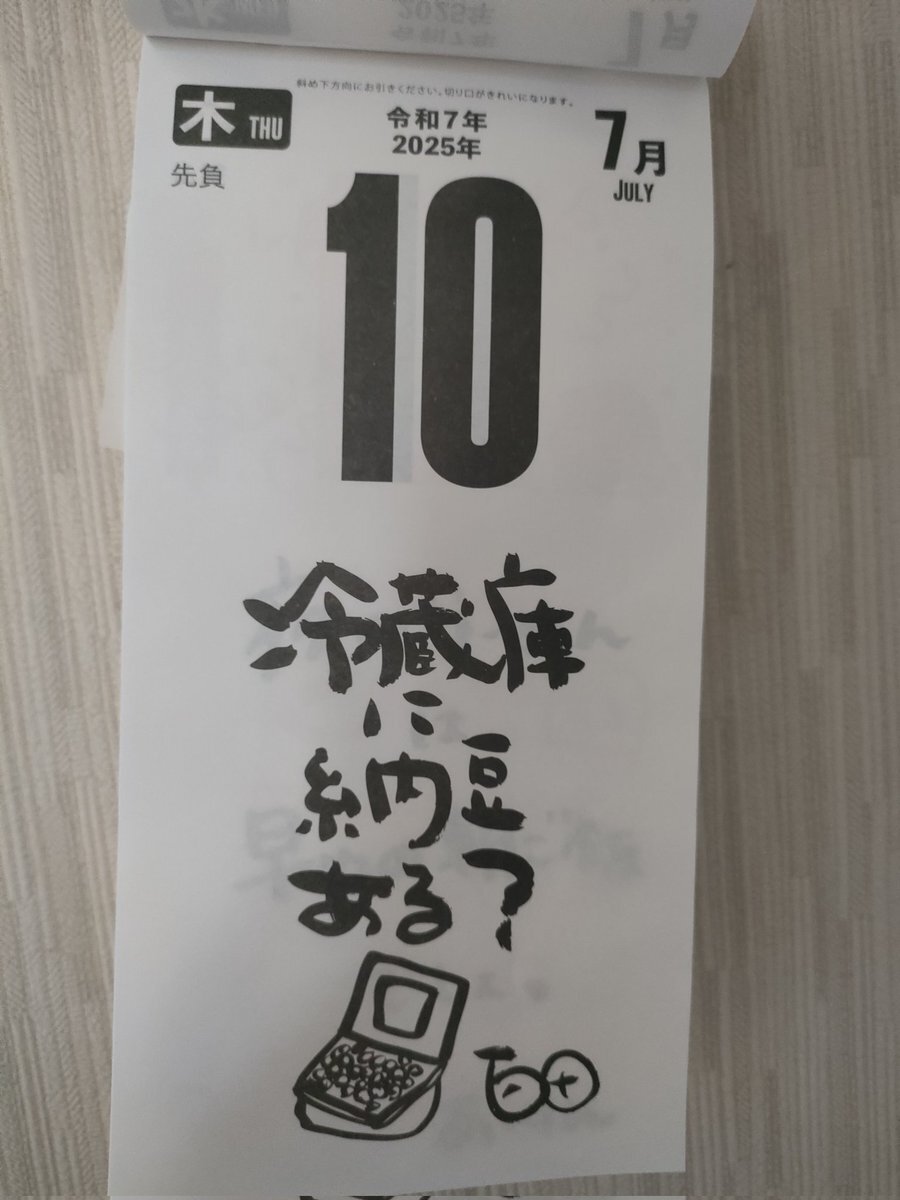 斜め下方向にお引きください。切り口がきれいになります。
木 THU
令和7年
2025年
7月
JULY
先負
10
冷蔵庫
に
納豆
ある?